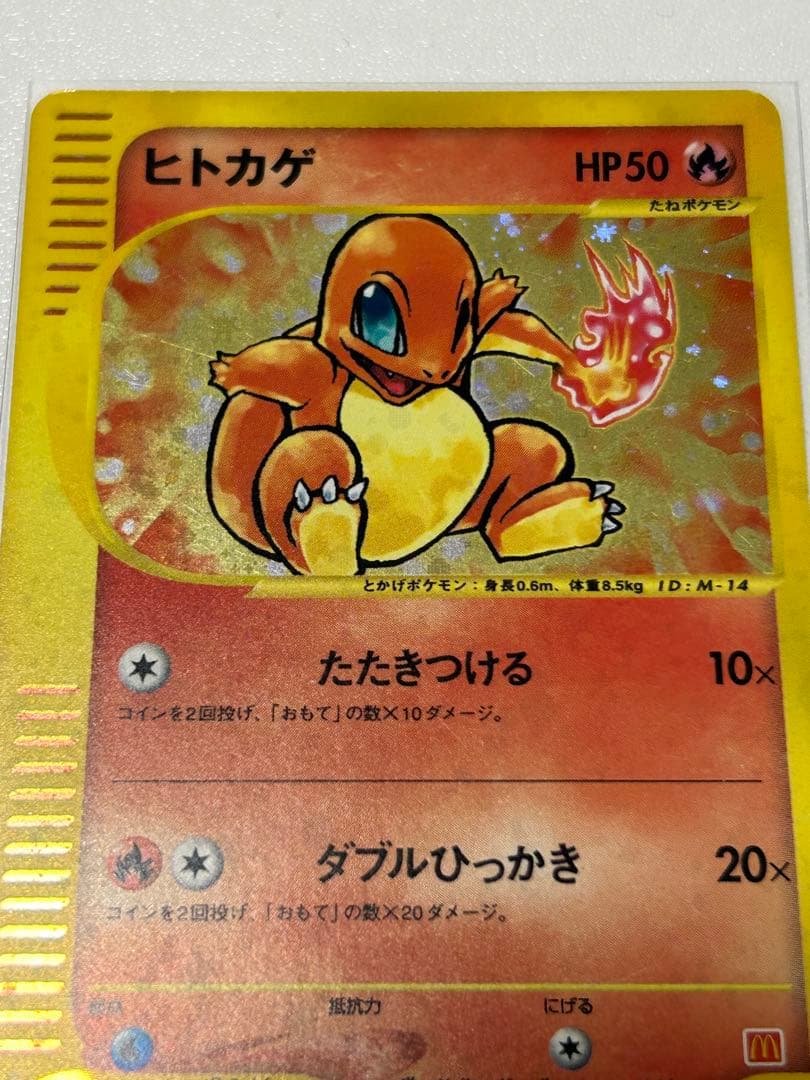 ヒトカゲ HP50
たねポケモン
とかげポケモン：身長0.6m、体重8.5kg ID：M-14
たたきつける 10×
コインを2回投げ、「おもて」の数×10ダメージ。
ダブルひっかき 20×
コインを2回投げ、「おもて」の数×20ダメージ。
抵抗力 にげる